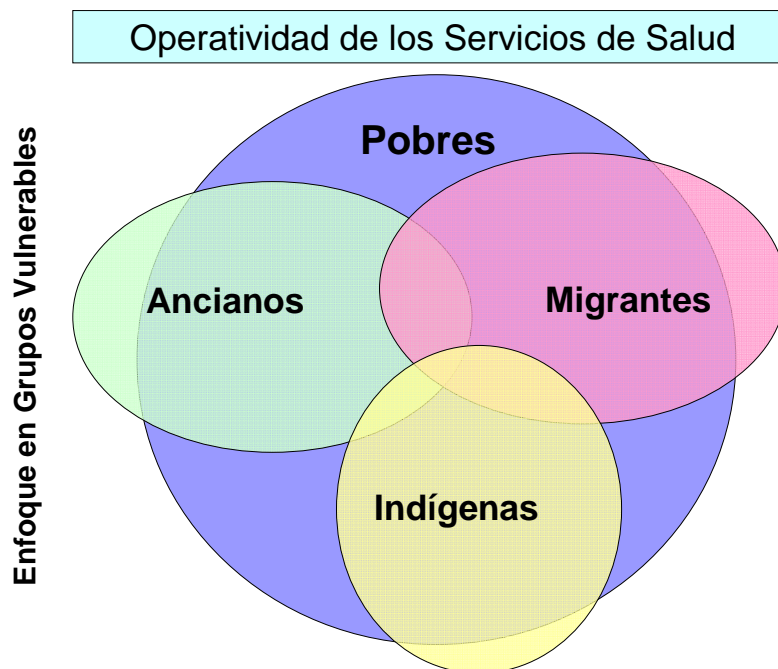 Operatividad de los Servicios de Salud
Enfoque en Grupos Vulnerables
Pobres
Ancianos
Migrantes
Indígenas